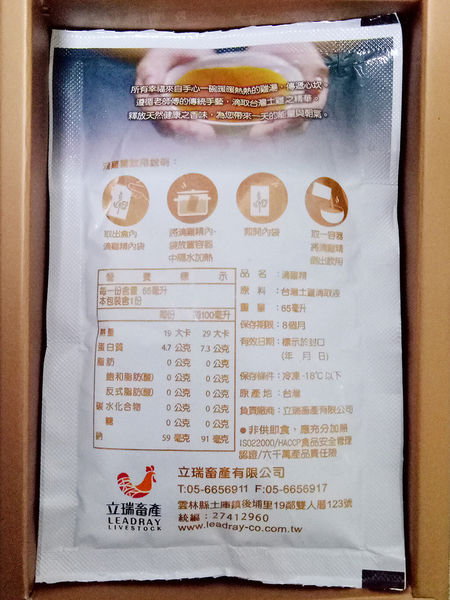 所有幸福來自手心一碗暖暖熱熱的雞湯，傳遞心坎。
遵循老師傅的傳統手藝，滴取台灣土雞之精華。
釋放天然健康之香味，為您帶來一天的能量與朝氣。
滴雞精飲用說明：
取出盒內
滴雞精內袋
將滴雞精內
袋放置容器
中隔水加熱
剪開內袋
取一容器
將滴雞精
倒出飲用
營養標示
每一份含量 65毫升
本包裝含1份
每份 每100毫升
熱量 19 大卡 29 大卡
蛋白質 4.7 公克 7.3 公克
脂肪 0 公克 0 公克
飽和脂肪(酸) 0 公克 0 公克
反式脂肪(酸) 0 公克 0 公克
碳水化合物 0 公克 0 公克
糖 0 公克 0 公克
鈉 59 毫克 91 毫克
品名：滴雞精
原料：台灣土雞滴取液
重量：65毫升
保存期限：8個月
有效日期：標示於封口
(年 月 日)
保存條件：冷凍-18℃以下
原產地：台灣
負責廠商：立瑞畜產有限公司
●非供即食，應充分加熱
ISO22000/HACCP食品安全管理
認證/六千萬產品責任險
立瑞畜產
LEADRAY
LIVESTOCK
立瑞畜產有限公司
T:05-6656911 F:05-6656917
雲林縣土庫鎮後埔里19鄰雙人厝123號
統編：27412960
www.leadray-co.com.tw